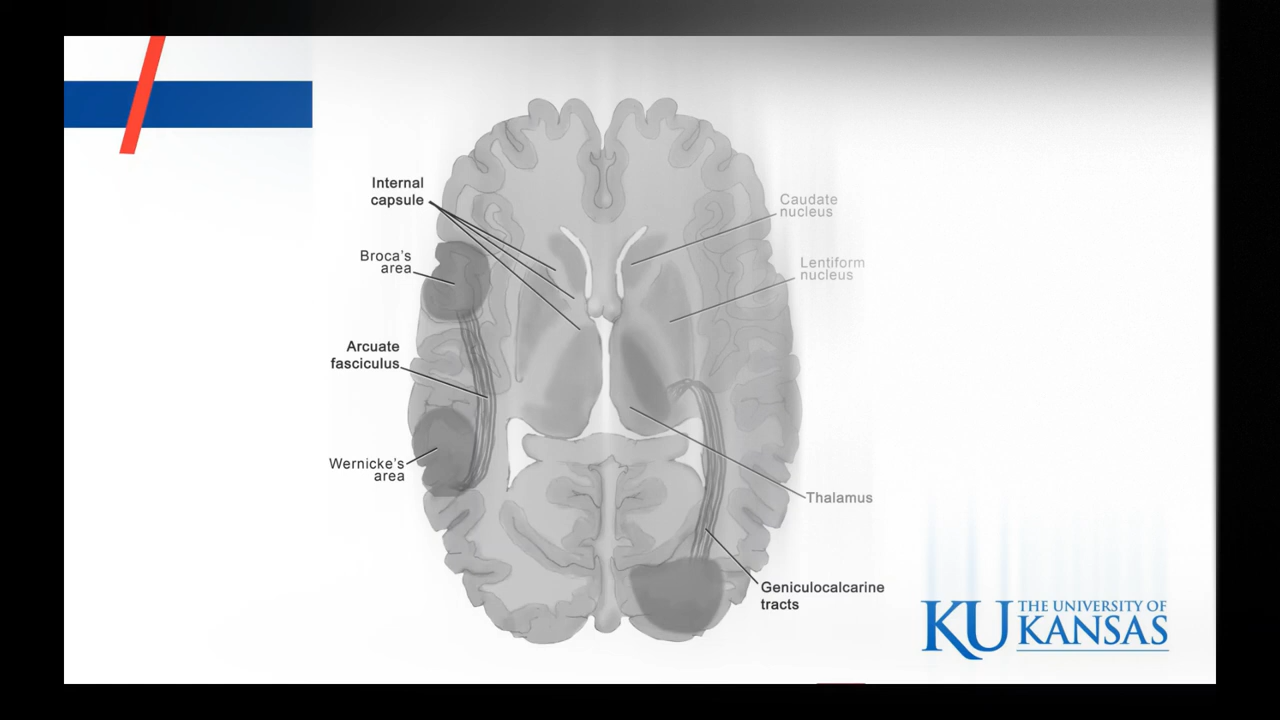 Internal
capsule
Broca's
area
Arcuate
fasciculus
Wernicke's
area
Caudate
nucleus
Lentiform
nucleus
Thalamus
Geniculocalcarine
tracts
KU THE UNIVERSITY OF
KANSAS